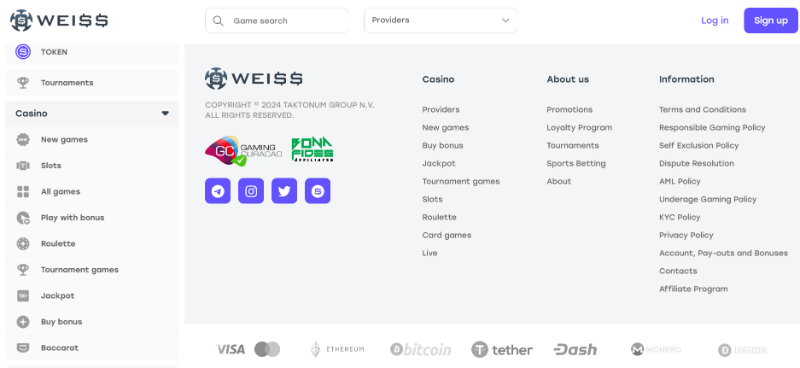 WEI$$
Game search
Providers
Log in
Sign up
TOKEN
Tournaments
Casino
New games
Slots
All games
Play with bonus
Roulette
Tournament games
Jackpot
Buy bonus
Baccarat
WEI$$
COPYRIGHT © 2024 TAKTONUM GROUP N.V.
ALL RIGHTS RESERVED.
GC GAMING
CURACAO
BONA
FIDES
AFFILIATES
Casino
Providers
New games
Buy bonus
Jackpot
Tournament games
Slots
Roulette
Card games
Live
About us
Promotions
Loyalty Program
Tournaments
Sports Betting
About
Information
Terms and Conditions
Responsible Gaming Policy
Self Exclusion Policy
Dispute Resolution
AML Policy
Underage Gaming Policy
KYC Policy
Privacy Policy
Account, Pay-outs and Bonuses
Contacts
Affiliate Program
VISA
ETHEREUM
bitcoin
tether
Dash
MONERO
DOGECOIN